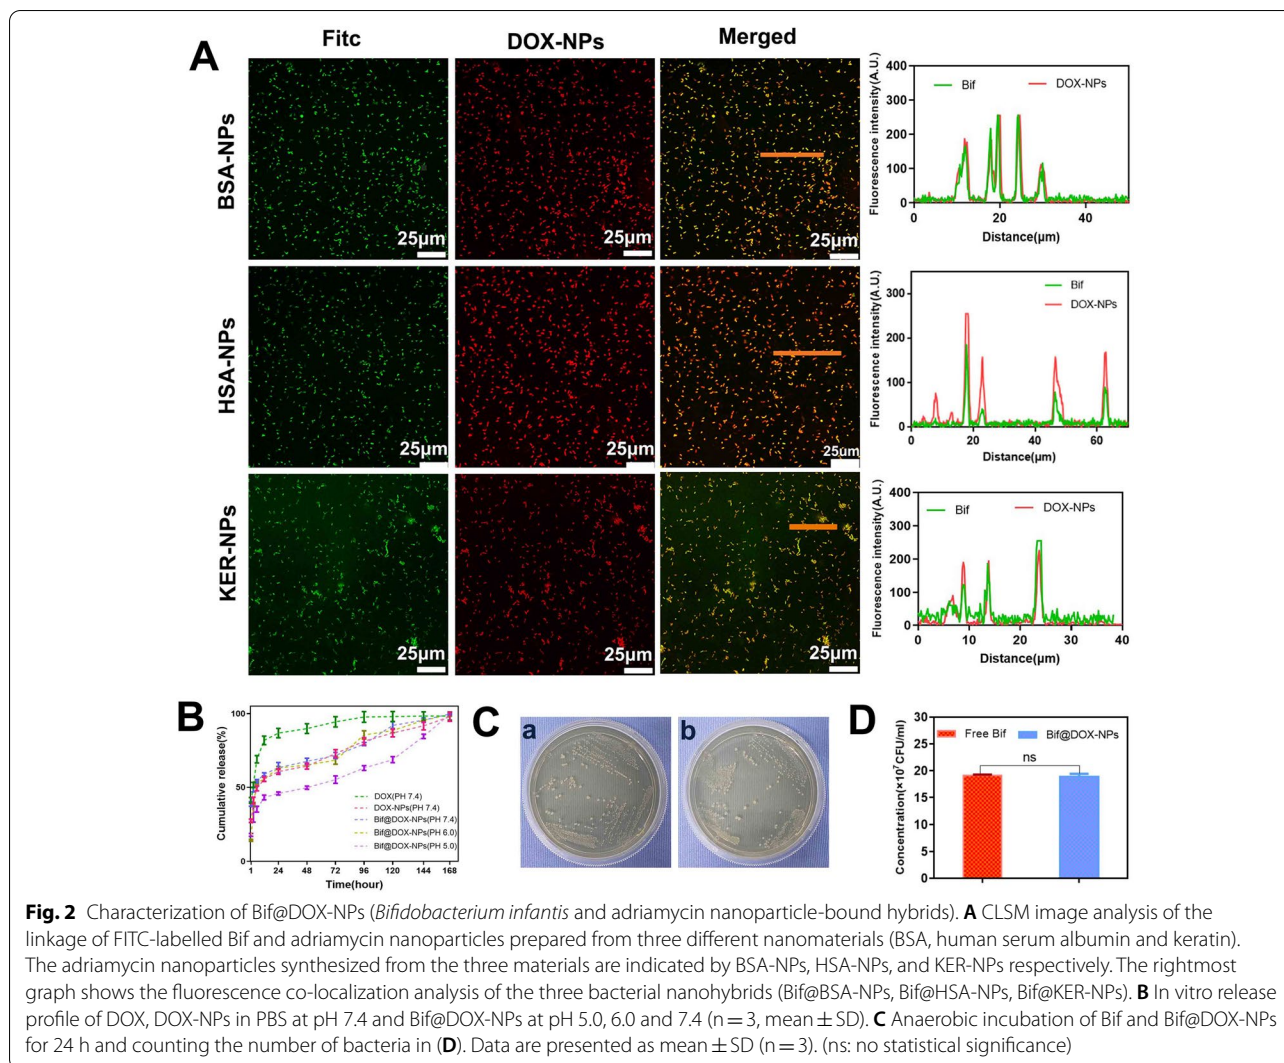 Fitc
DOX-NPs
Merged
A
BSA-NPs
25µm
25µm
25µm
Fluorescence intensity(A.U.)
400
300
200
100
0
Bif
DOX-NPs
0
20
40
Distance(µm)
HSA-NPs
25µm
25µm
25um
Fluorescence intensity(A.U.)
300
200
100
0
Bif
DOX-NPs
0
20
40
60
Distance(µm)
KER-NPs
25µm
25µm
25µm
Fluorescence intensity(A.U.)
400
300
200
100
0
Bif
DOX-NPs
0
10
20
30
40
Distance(µm)
B
Cumulative release(%)
100
50
0
DOX(PH 7.4)
DOX-NPs(PH 7.4)
Bif@DOX-NPs(PH 7.4)
Bif@DOX-NPs(PH 6.0)
Bif@DOX-NPs(PH 5.0)
1
24
48
72
96
120
144
168
Time(hour)
C
a
b
D
Concentration(×10⁷CFU/ml)
30
25
20
15
10
5
0
Free Bif
Bif@DOX-NPs
ns
Fig. 2 Characterization of Bif@DOX-NPs (Bifidobacterium infantis and adriamycin nanoparticle-bound hybrids). A CLSM image analysis of the
linkage of FITC-labelled Bif and adriamycin nanoparticles prepared from three different nanomaterials (BSA, human serum albumin and keratin).
The adriamycin nanoparticles synthesized from the three materials are indicated by BSA-NPs, HSA-NPs, and KER-NPs respectively. The rightmost
graph shows the fluorescence co-localization analysis of the three bacterial nanohybrids (Bif@BSA-NPs, Bif@HSA-NPs, Bif@KER-NPs). B In vitro release
profile of DOX, DOX-NPs in PBS at pH 7.4 and Bif@DOX-NPs at pH 5.0, 6.0 and 7.4 (n = 3, mean ± SD). C Anaerobic incubation of Bif and Bif@DOX-NPs
for 24 h and counting the number of bacteria in (D). Data are presented as mean ± SD (n = 3). (ns: no statistical significance)